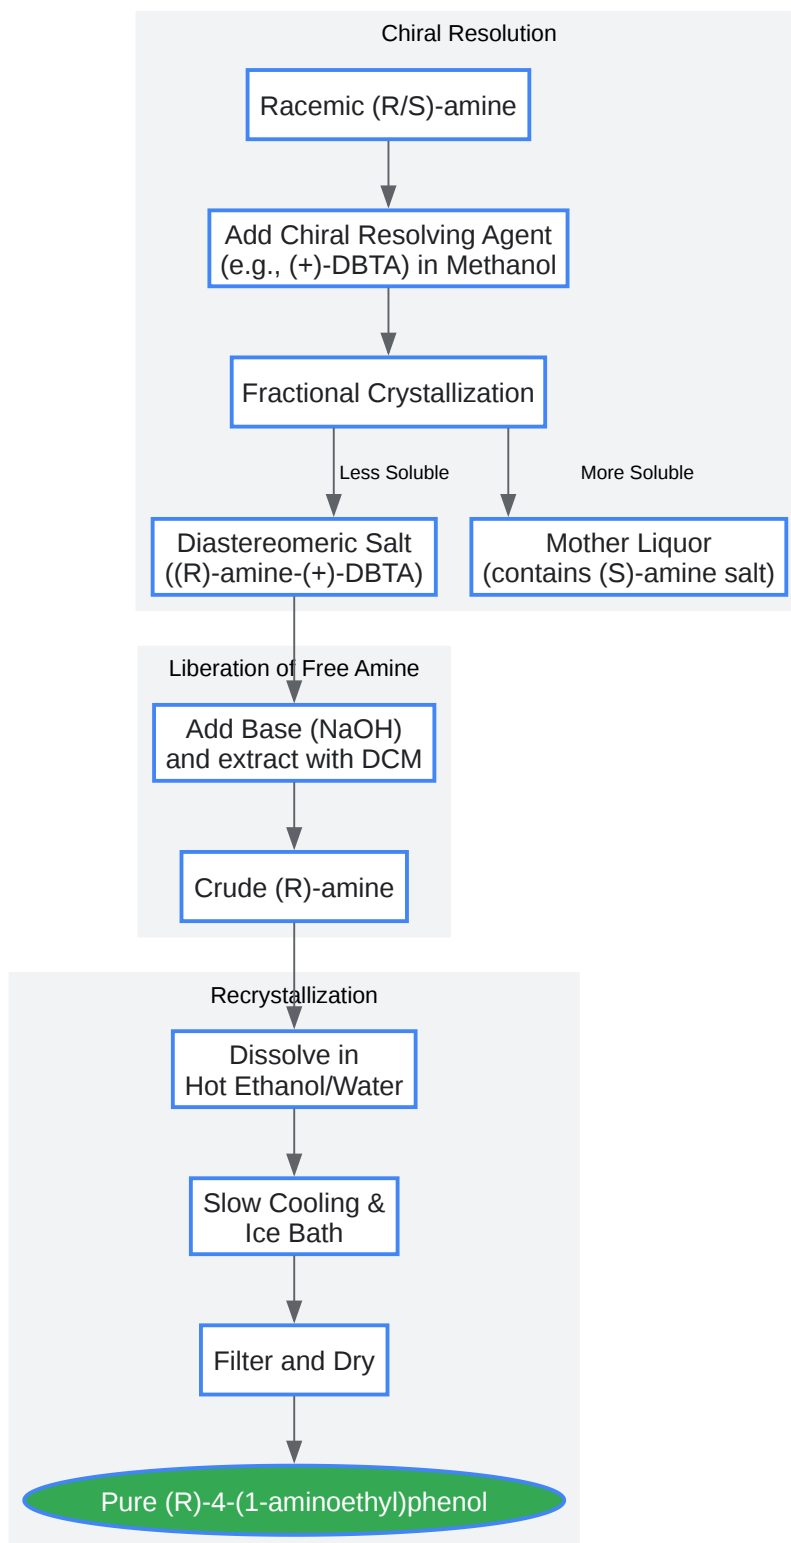 Chiral Resolution
Racemic (R/S)-amine
Add Chiral Resolving Agent
(e.g., (+)-DBTA) in Methanol
Fractional Crystallization
Less Soluble
More Soluble
Diastereomeric Salt
((R)-amine-(+)-DBTA)
Mother Liquor
(contains (S)-amine salt)
Liberation of Free Amine
Add Base (NaOH)
and extract with DCM
Crude (R)-amine
Recrystallization
Dissolve in
Hot Ethanol/Water
Slow Cooling &
Ice Bath
Filter and Dry
Pure (R)-4-(1-aminoethyl)phenol